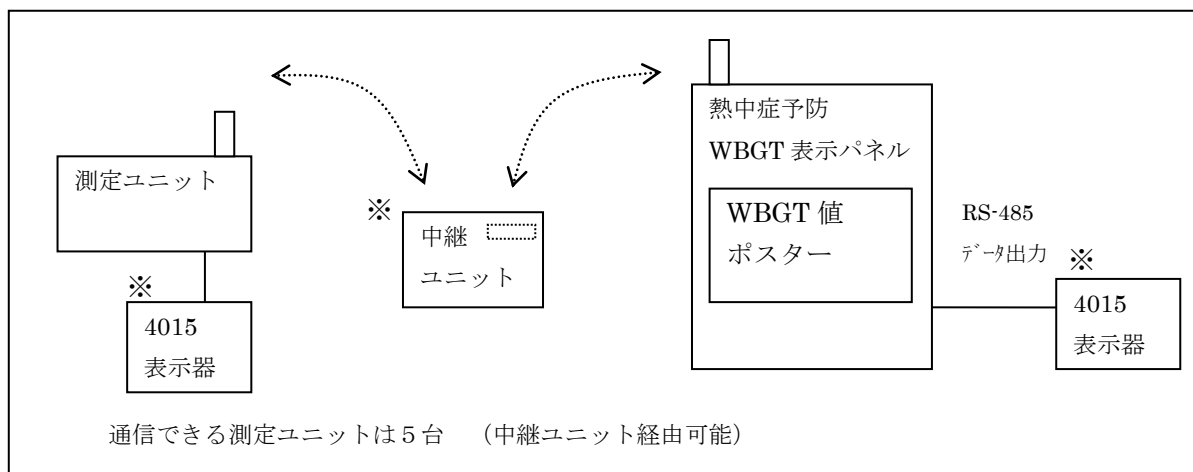 測定ユニット
※
4015
表示器
※
中継
ユニット
熱中症予防
WBGT 表示パネル
WBGT 値
ポスター
RS-485
ﾃﾞｰﾀ出力
※
4015
表示器
通信できる測定ユニットは５台　（中継ユニット経由可能）